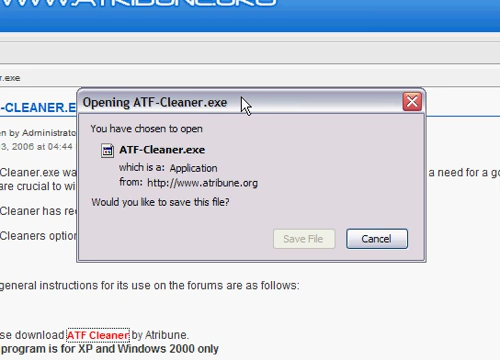 WWW.ATRIBUNE.ORG
r.exe
-CLEANER.E
Opening ATF-Cleaner.exe
en by Administrato
3, 2006 at 04:44
You have chosen to open
ATF-Cleaner.exe
which is a: Application
from: http://www.atribune.org
Would you like to save this file?
Save File
Cancel
Cleaner.exe wa
a need for a go
are crucial to wi
Cleaner has rec
Cleaners option
general instructions for its use on the forums are as follows:
se download ATF Cleaner by Atribune.
program is for XP and Windows 2000 only